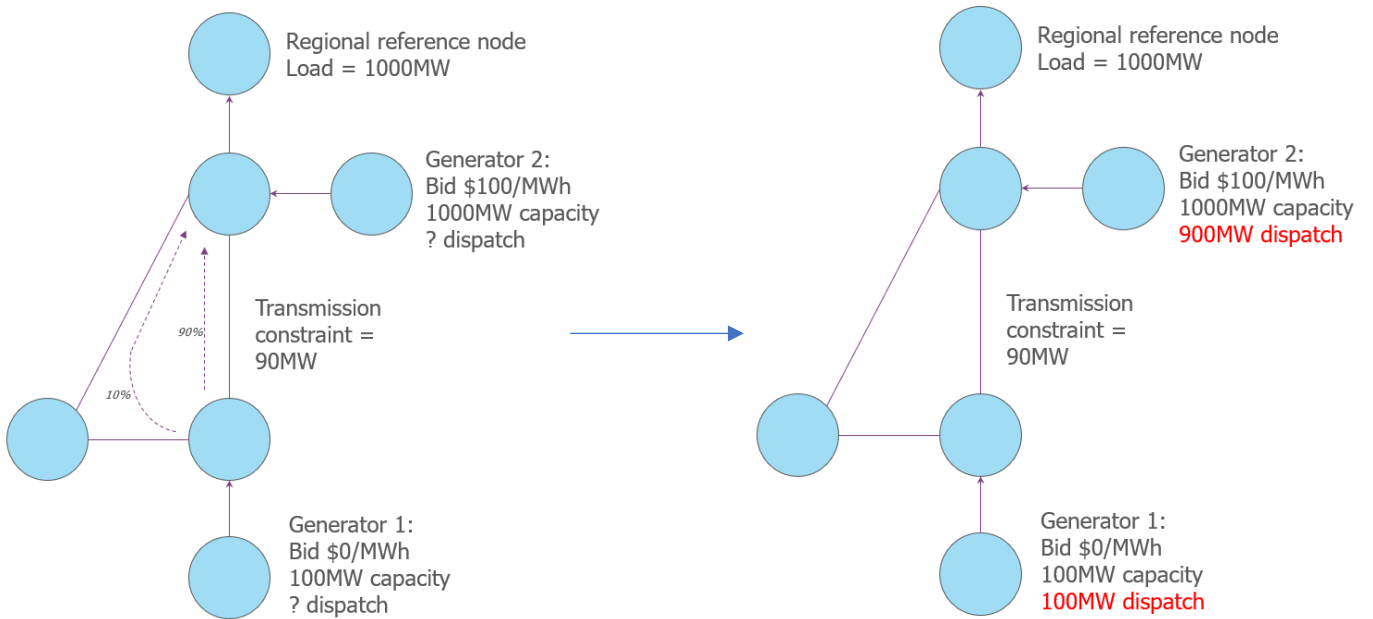 Regional reference node
Load = 1000MW
Generator 2:
Bid $100/MWh
1000MW capacity
? dispatch
90%
Transmission
constraint =
90MW
10%
Generator 1:
Bid $0/MWh
100MW capacity
? dispatch
Regional reference node
Load = 1000MW
Generator 2:
Bid $100/MWh
1000MW capacity
900MW dispatch
Transmission
constraint =
90MW
Generator 1:
Bid $0/MWh
100MW capacity
100MW dispatch